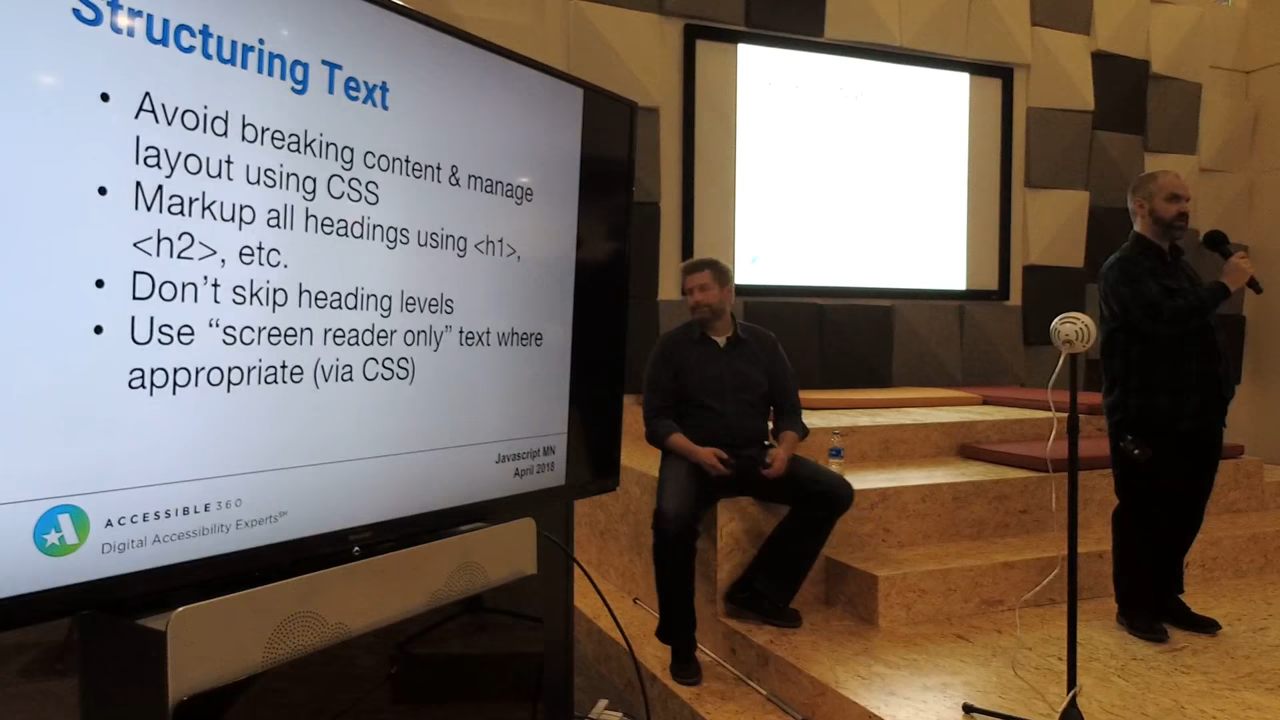 Structuring Text
• Avoid breaking content & manage
layout using CSS
• Markup all headings using <h1>,
<h2>, etc.
• Don't skip heading levels
• Use “screen reader only” text where
appropriate (via CSS)
Javascript MN
April 2018
ACCESSIBLE360
Digital Accessibility Experts℠